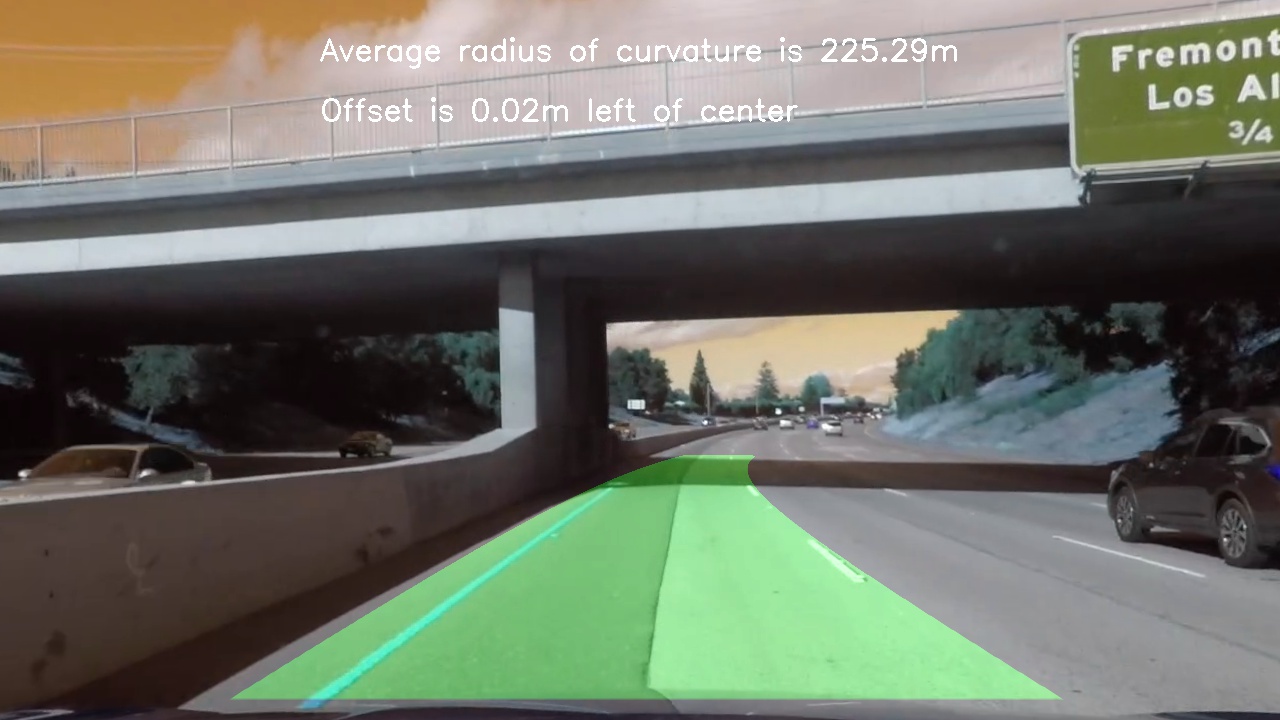 Average radius of curvature is 225.29m
Offset is 0.02m left of center
Fremont
Los Al
3/4